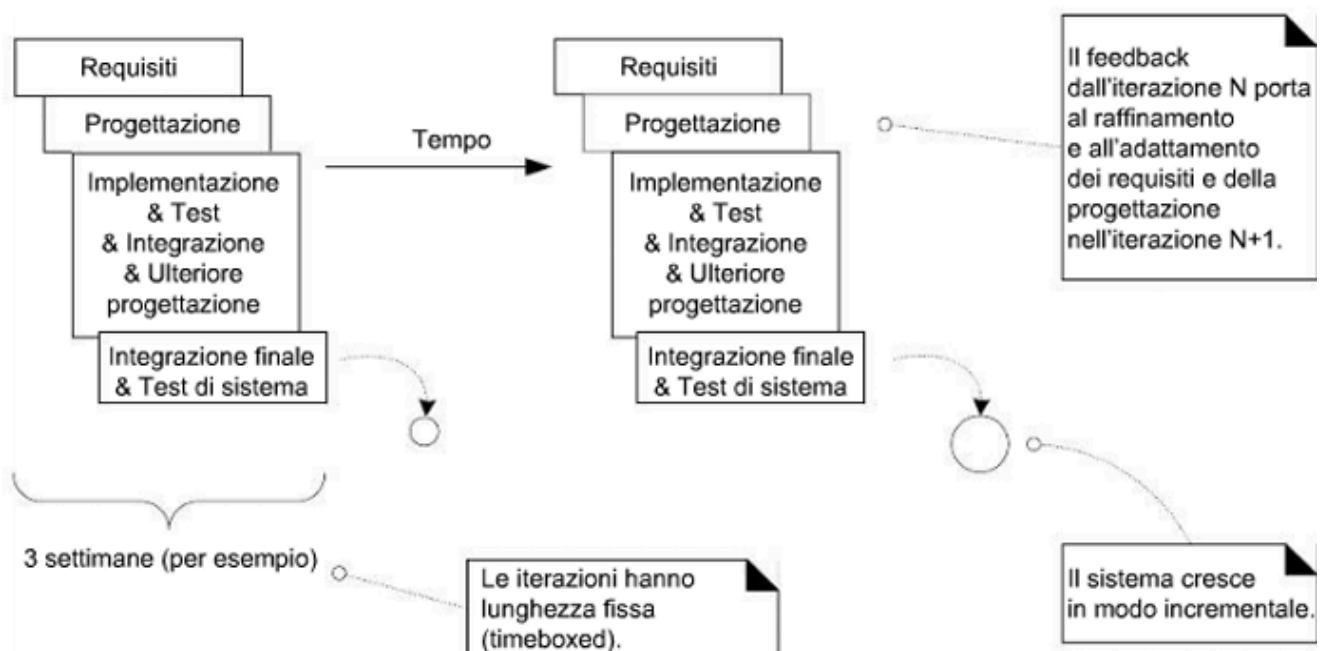 Requisiti
Progettazione
Implementazione
& Test
& Integrazione
& Ulteriore
progettazione
Integrazione finale
& Test di sistema
3 settimane (per esempio)
Tempo
Requisiti
Progettazione
Implementazione
& Test
& Integrazione
& Ulteriore
progettazione
Integrazione finale
& Test di sistema
Il feedback
dall'iterazione N porta
al raffinamento
e all'adattamento
dei requisiti e della
progettazione
nell'iterazione N+1.
Le iterazioni hanno
lunghezza fissa
(timeboxed).
Il sistema cresce
in modo incrementale.